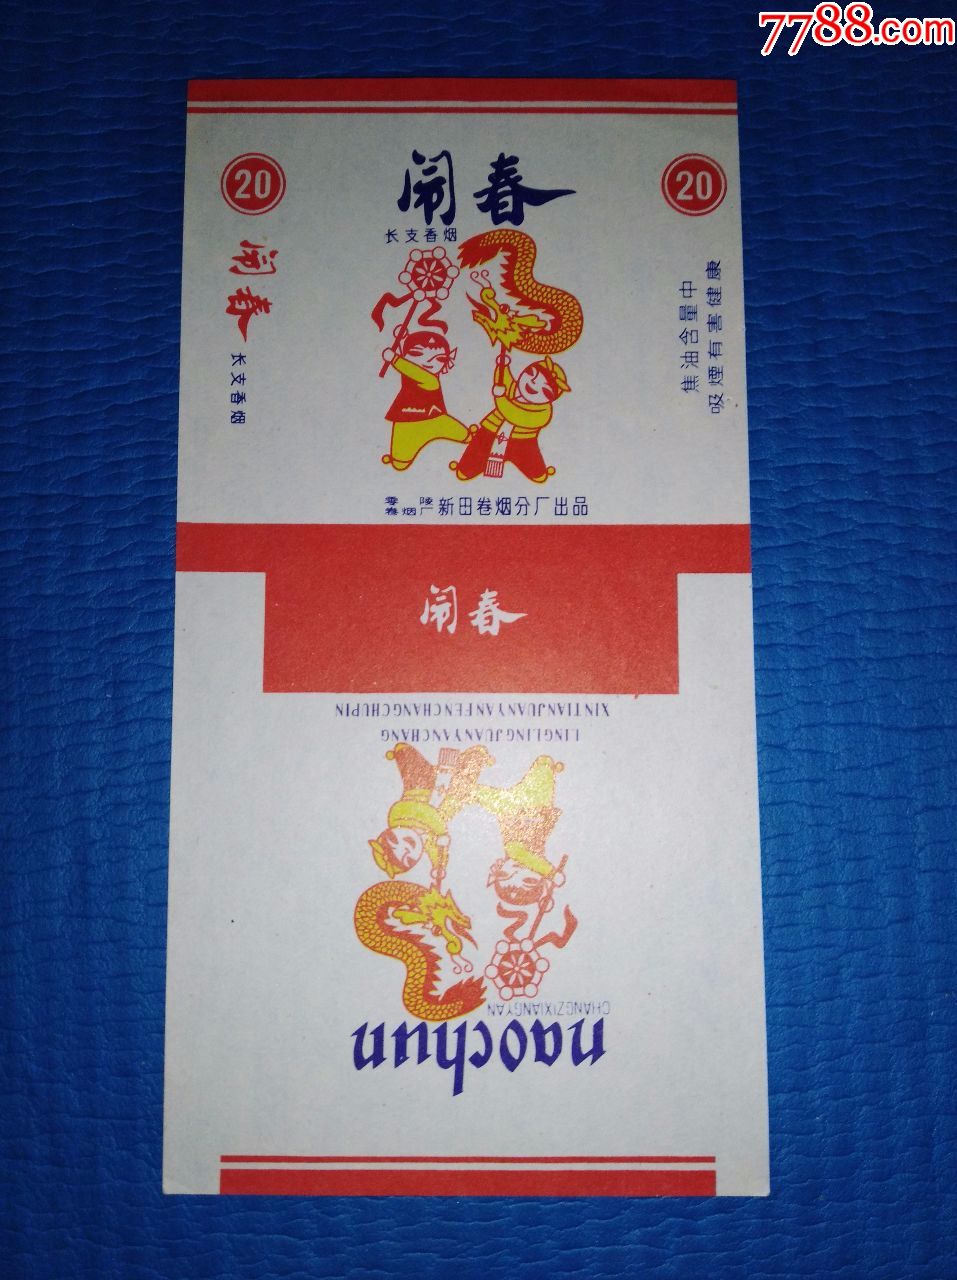 7788.com
20
闹春
长支香烟
20
闹春
长支香烟
焦油含量中
吸煙有害健康
零陵
卷烟厂
新田卷烟分厂出品
闹春
XINTIANJUANYANFENCHANGCHUPIN
LINGLINGJUANYANCHANG
CHANGZIXIANGYAN
naochun